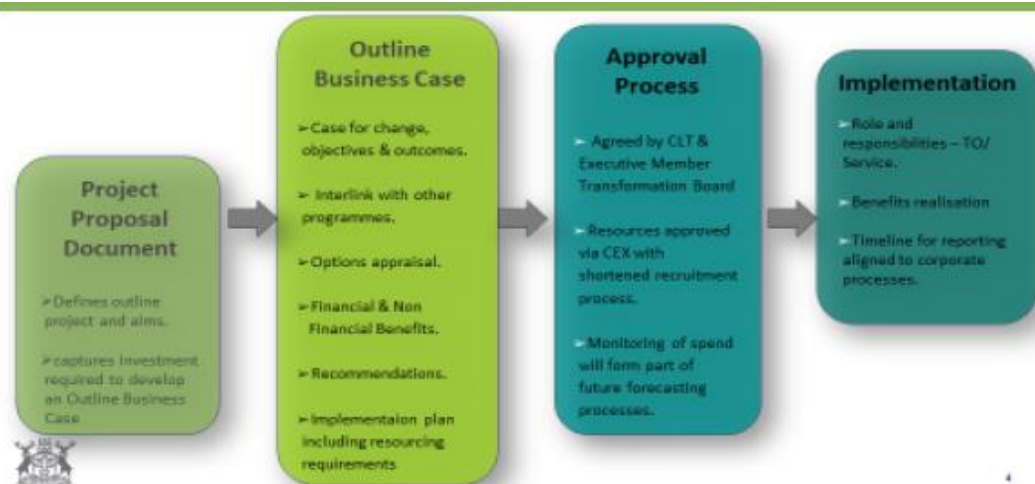 Project
Proposal
Document
➢Defines outline
project and aims.
➢captures investment
required to develop
an Outline Business
Case
Outline
Business Case
➢Case for change,
objectives & outcomes.
➢ Interlink with other
programmes.
➢Options appraisal.
➢Financial & Non
Financial Benefits.
➢Recommendations.
➢Implementaion plan
including resourcing
requirements
Approval
Process
➢ Agreed by CLT &
Executive Member
Transformation Board
➢Resources approved
via CEX with
shortened recruitment
process.
➢Monitoring of spend
will form part of
future forecasting
processes.
Implementation
➢Role and
responsiblities – TO/
Service.
➢Benefits realisation
➢Timeline for reporting
aligned to corporate
processes.
4